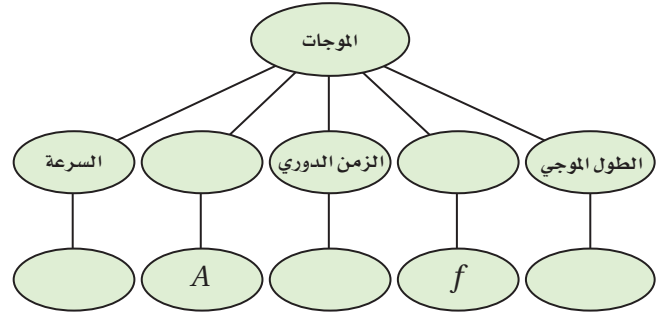 الموجات
الطول الموجي
الزمن الدوري
السرعة
f
A